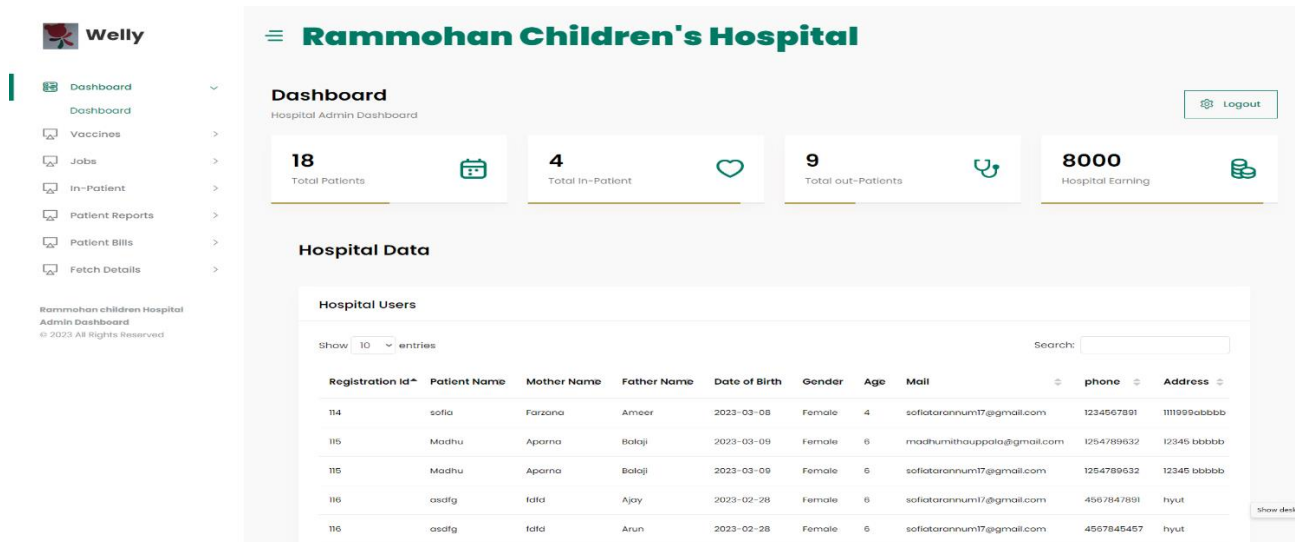 Welly
Rammohan Children's Hospital
Dashboard
Dashboard
Vaccines >
Jobs >
In-Patient >
Patient Reports >
Patient Bills >
Fetch Details >
Rammohan children Hospital
Admin Dashboard
© 2023 All Rights Reserved
Dashboard
Hospital Admin Dashboard
Logout
18
Total Patients
4
Total In-Patient
9
Total out-Patients
8000
Hospital Earning
Hospital Data
Hospital Users
Show 10 entries Search:
Registration Id Patient Name Mother Name Father Name Date of Birth Gender Age Mail phone Address
114 sofia Farzana Ameer 2023-03-08 Female 4 sofiatarannum17@gmail.com 1234567891 1111999abbbb
115 Madhu Aparna Balaji 2023-03-09 Female 6 madhumithauppala@gmail.com 1254789632 12345 bbbbb
115 Madhu Aparna Balaji 2023-03-09 Female 6 sofiatarannum17@gmail.com 1254789632 12345 bbbbb
116 asdfg fdfd Ajay 2023-02-28 Female 6 sofiatarannum17@gmail.com 4567847891 hyut
116 asdfg fdfd Arun 2023-02-28 Female 6 sofiatarannum17@gmail.com 4567845457 hyut
Show desk